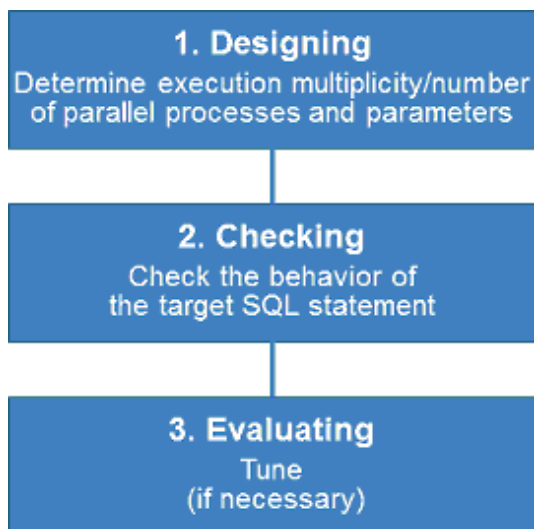 1. Designing
Determine execution multiplicity/number
of parallel processes and parameters
2. Checking
Check the behavior of
the target SQL statement
3. Evaluating
Tune
(if necessary)